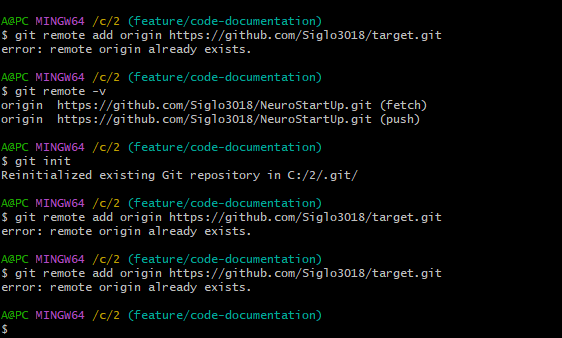 A@PC MINGW64 /c/2 (feature/code-documentation)
$ git remote add origin https://github.com/Siglo3018/target.git
error: remote origin already exists.
A@PC MINGW64 /c/2 (feature/code-documentation)
$ git remote -v
origin  https://github.com/Siglo3018/NeuroStartUp.git (fetch)
origin  https://github.com/Siglo3018/NeuroStartUp.git (push)
A@PC MINGW64 /c/2 (feature/code-documentation)
$ git init
Reinitialized existing Git repository in C:/2/.git/
A@PC MINGW64 /c/2 (feature/code-documentation)
$ git remote add origin https://github.com/Siglo3018/target.git
error: remote origin already exists.
A@PC MINGW64 /c/2 (feature/code-documentation)
$ git remote add origin https://github.com/Siglo3018/target.git
error: remote origin already exists.
A@PC MINGW64 /c/2 (feature/code-documentation)
$